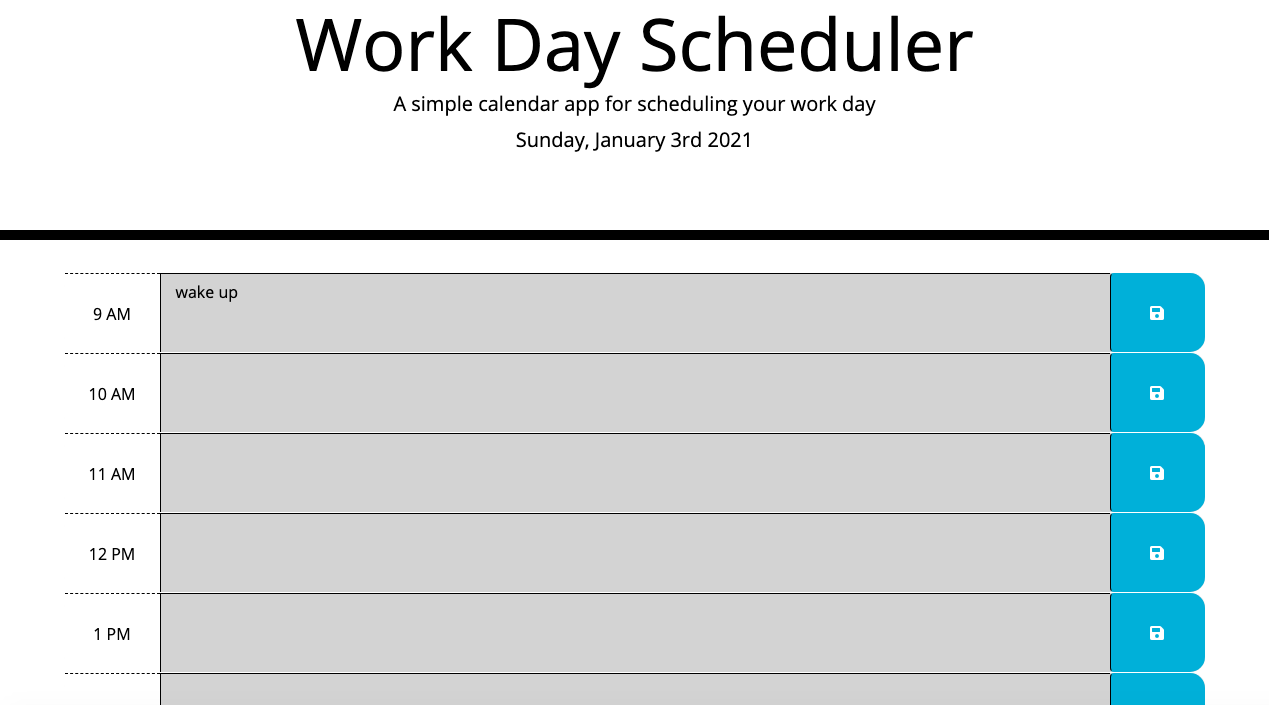 Work Day Scheduler
A simple calendar app for scheduling your work day
Sunday, January 3rd 2021
9 AM
wake up
10 AM
11 AM
12 PM
1 PM